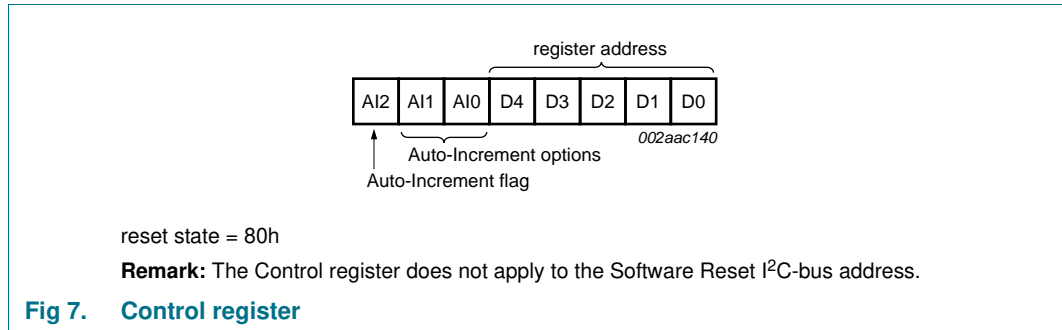 register address
AI2 AI1 AI0 D4 D3 D2 D1 D0
002aac140
Auto-Increment options
Auto-Increment flag
reset state = 80h
Remark: The Control register does not apply to the Software Reset I²C-bus address.
Fig 7. Control register